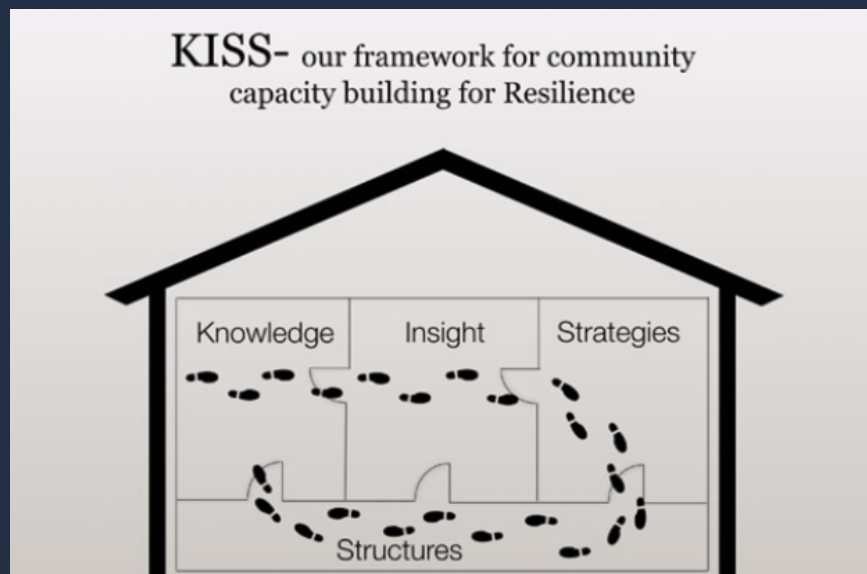 KISS- our framework for community
capacity building for Resilience
Knowledge Insight Strategies
Structures